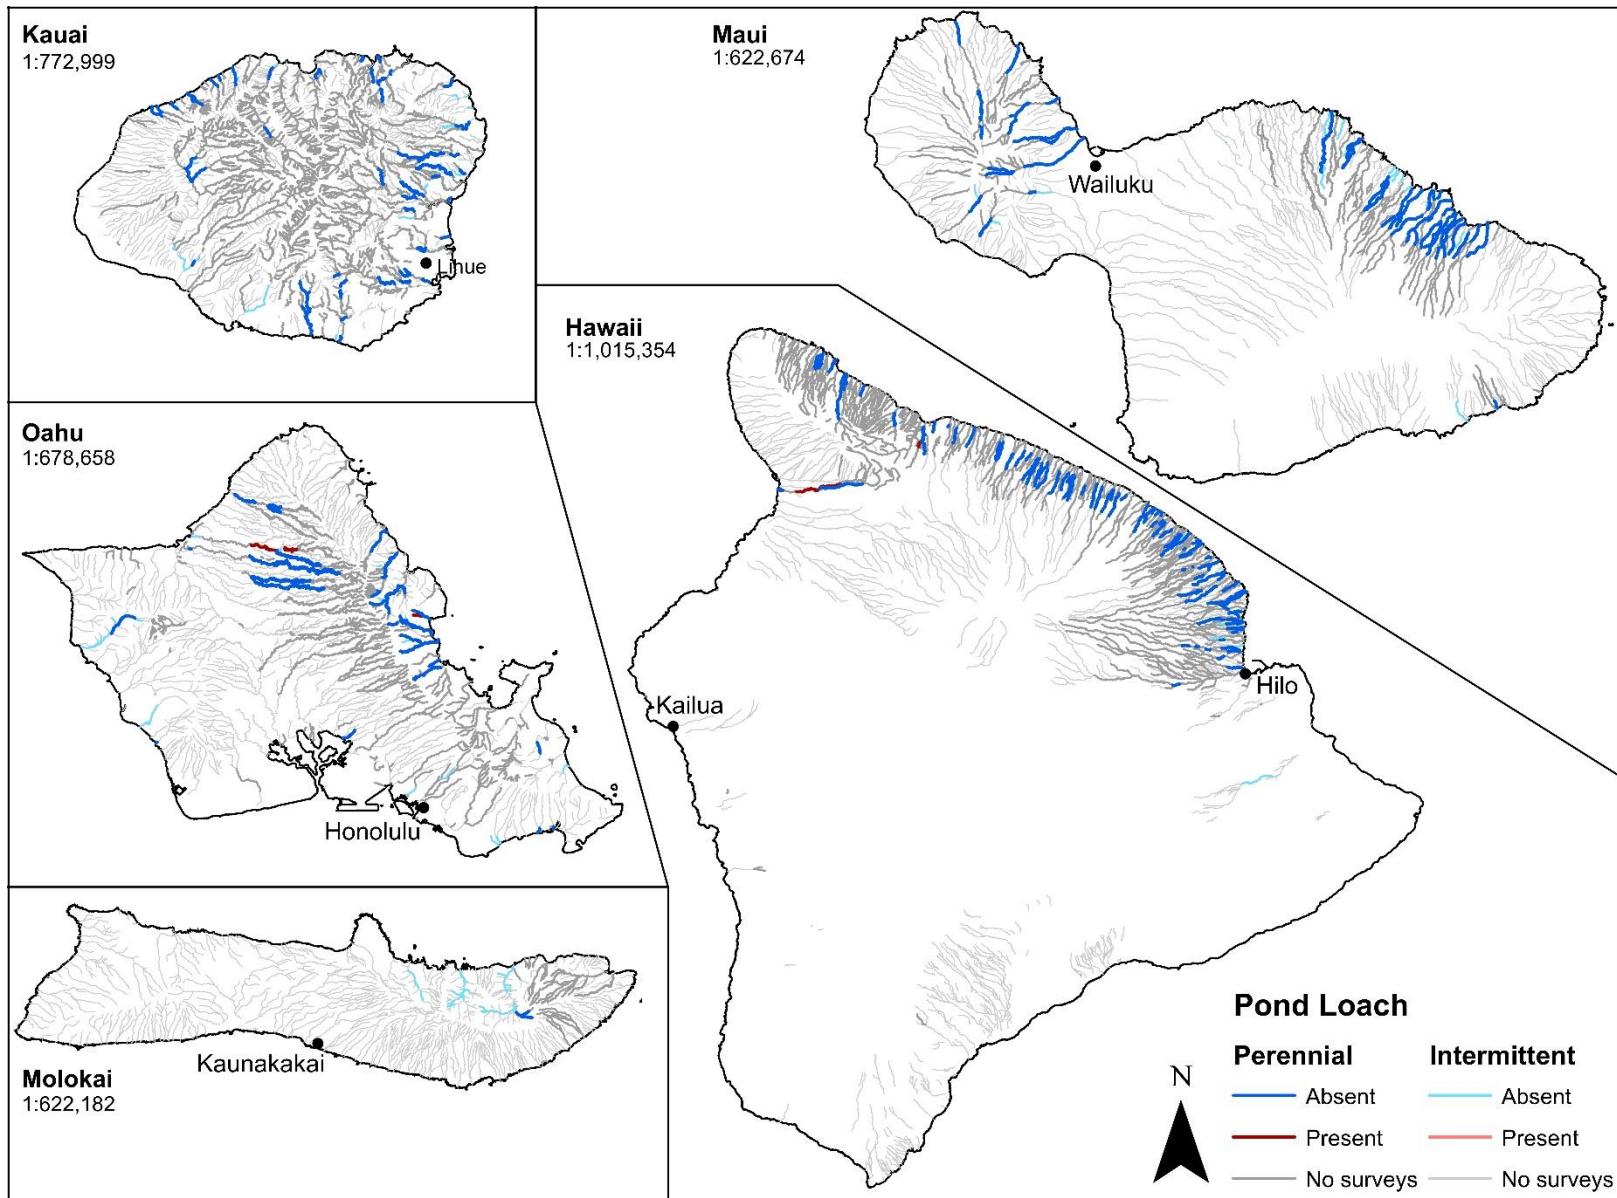 Kauai
1:772,999
Lihue
Maui
1:622,674
Wailuku
Hawaii
1:1,015,354
Kailua
Hilo
Oahu
1:678,658
Honolulu
Kaunakakai
Molokai
1:622,182
N
Pond Loach
Perennial Intermittent
Absent Absent
Present Present
No surveys No surveys